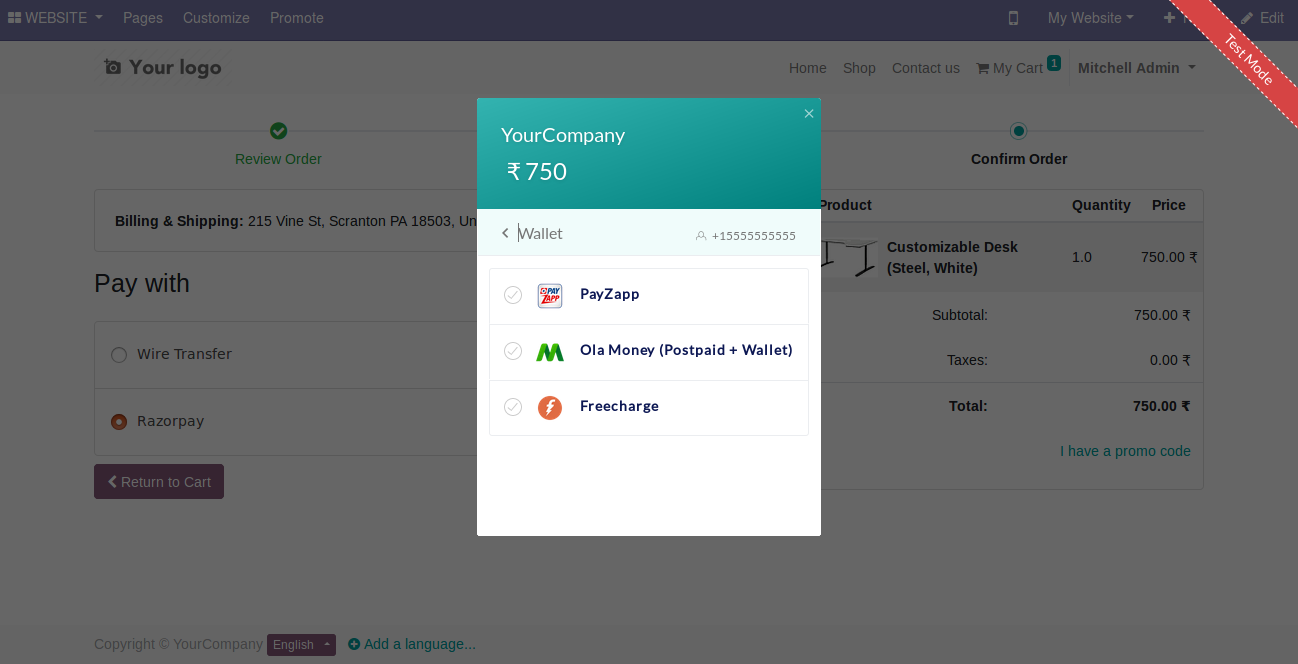 WEBSITE Pages Customize Promote My Website Edit
Test Mode
Your logo Home Shop Contact us My Cart 1 Mitchell Admin
Review Order
Confirm Order
Billing & Shipping: 215 Vine St, Scranton PA 18503, Un
Pay with
Wire Transfer
Razorpay
Return to Cart
YourCompany
₹ 750
Wallet +15555555555
PAY ZAPP PayZapp
Ola Money (Postpaid + Wallet)
Freecharge
Product Quantity Price
Customizable Desk
(Steel, White) 1.0 750.00 ₹
Subtotal: 750.00 ₹
Taxes: 0.00 ₹
Total: 750.00 ₹
I have a promo code
Copyright © YourCompany English Add a language...